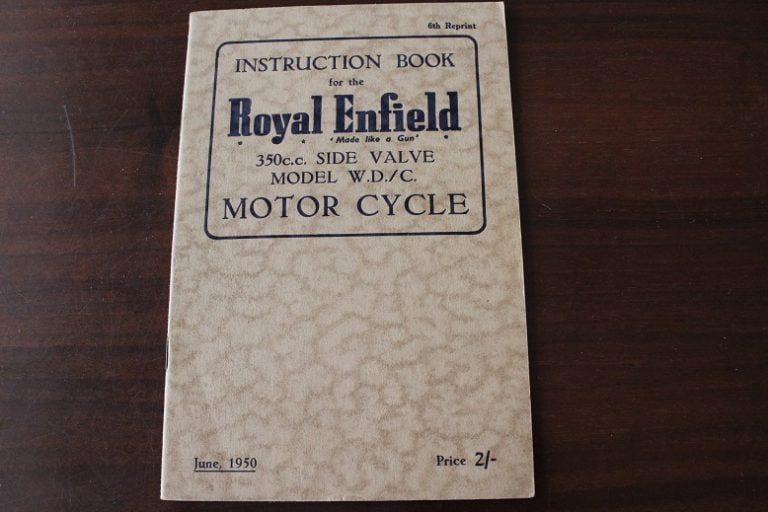 6th Reprint
INSTRUCTION BOOK
for the
Royal Enfield
'Made like a Gun'
350c.c. SIDE VALVE
MODEL W.D./C.
MOTOR CYCLE
June, 1950
Price 2/-